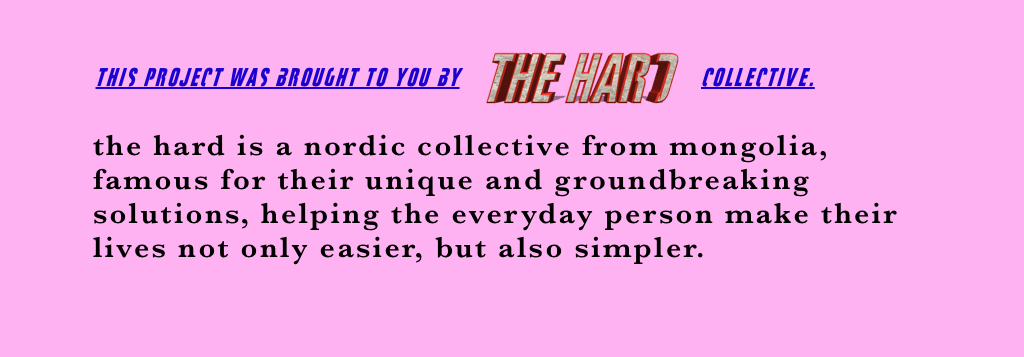 THIS PROJECT WAS BROUGHT TO YOU BY THE HARD COLLECTIVE.
the hard is a nordic collective from mongolia,
famous for their unique and groundbreaking
solutions, helping the everyday person make their
lives not only easier, but also simpler.